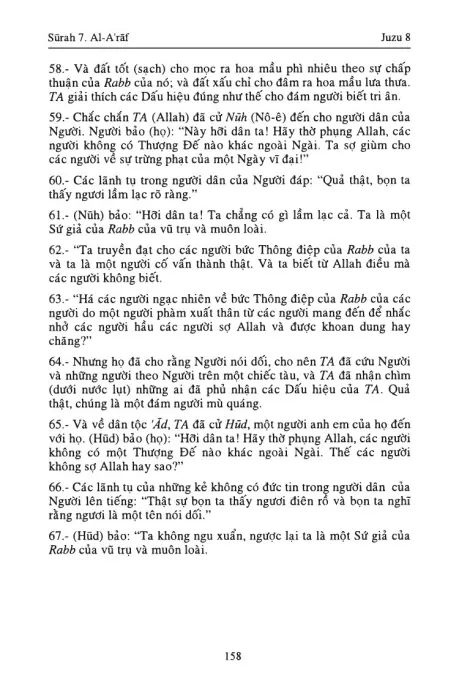 Sūrah 7. Al-A'rāf Juzu 8
58.- Và đất tốt (sạch) cho mọc ra hoa mầu phì nhiêu theo sự chấp
thuận của Rabb của nó; và đất xấu chỉ cho đâm ra hoa mầu lưa thưa.
TA giải thích các Dấu hiệu đúng như thế cho đám người biết tri ân.
59.- Chắc chắn TA (Allah) đã cử Nūh (Nô-ê) đến cho người dân của
Người. Người bảo (họ): “Này hỡi dân ta! Hãy thờ phụng Allah, các
người không có Thượng Đế nào khác ngoài Ngài. Ta sợ giùm cho
các người về sự trừng phạt của một Ngày vĩ đại!”
60.- Các lãnh tụ trong người dân của Người đáp: “Quả thật, bọn ta
thấy ngươi lầm lạc rõ ràng.”
61.- (Nūh) bảo: “Hỡi dân ta! Ta chẳng có gì lầm lạc cả. Ta là một
Sứ giả của Rabb của vũ trụ và muôn loài.
62.- “Ta truyền đạt cho các người bức Thông điệp của Rabb của ta
và ta là một người cố vấn thành thật. Và ta biết từ Allah điều mà
các người không biết.
63.- “Há các người ngạc nhiên về bức Thông điệp của Rabb của các
người do một người phàm xuất thân từ các người mang đến để nhắc
nhở các người hầu các người sợ Allah và được khoan dung hay
chăng?”
64.- Nhưng họ đã cho rằng Người nói dối, cho nên TA đã cứu Người
và những người theo Người trên một chiếc tàu, và TA đã nhận chìm
(dưới nước lụt) những ai đã phủ nhận các Dấu hiệu của TA. Quả
thật, chúng là một đám người mù quáng.
65.- Và về dân tộc 'Ād, TA đã cử Hūd, một người anh em của họ đến
với họ. (Hūd) bảo (họ): “Hỡi dân ta! Hãy thờ phụng Allah, các người
không có một Thượng Đế nào khác ngoài Ngài. Thế các người
không sợ Allah hay sao?”
66.- Các lãnh tụ của những kẻ không có đức tin trong người dân của
Người lên tiếng: “Thật sự bọn ta thấy ngươi điên rồ và bọn ta nghĩ
rằng ngươi là một tên nói dối.”
67.- (Hūd) bảo: “Ta không ngu xuẩn, ngược lại ta là một Sứ giả của
Rabb của vũ trụ và muôn loài.
158